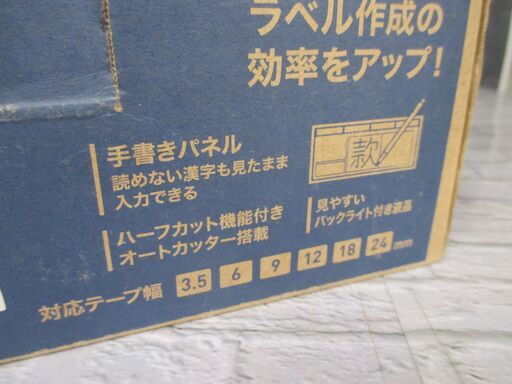 ラベル作成の
効率をアップ!
手書きパネル
読めない漢字も見たまま
入力できる
款
ハーフカット機能付き
オートカッター搭載
見やすい
バックライト付き液晶
対応テープ幅 3.5 6 9 12 18 24 mm